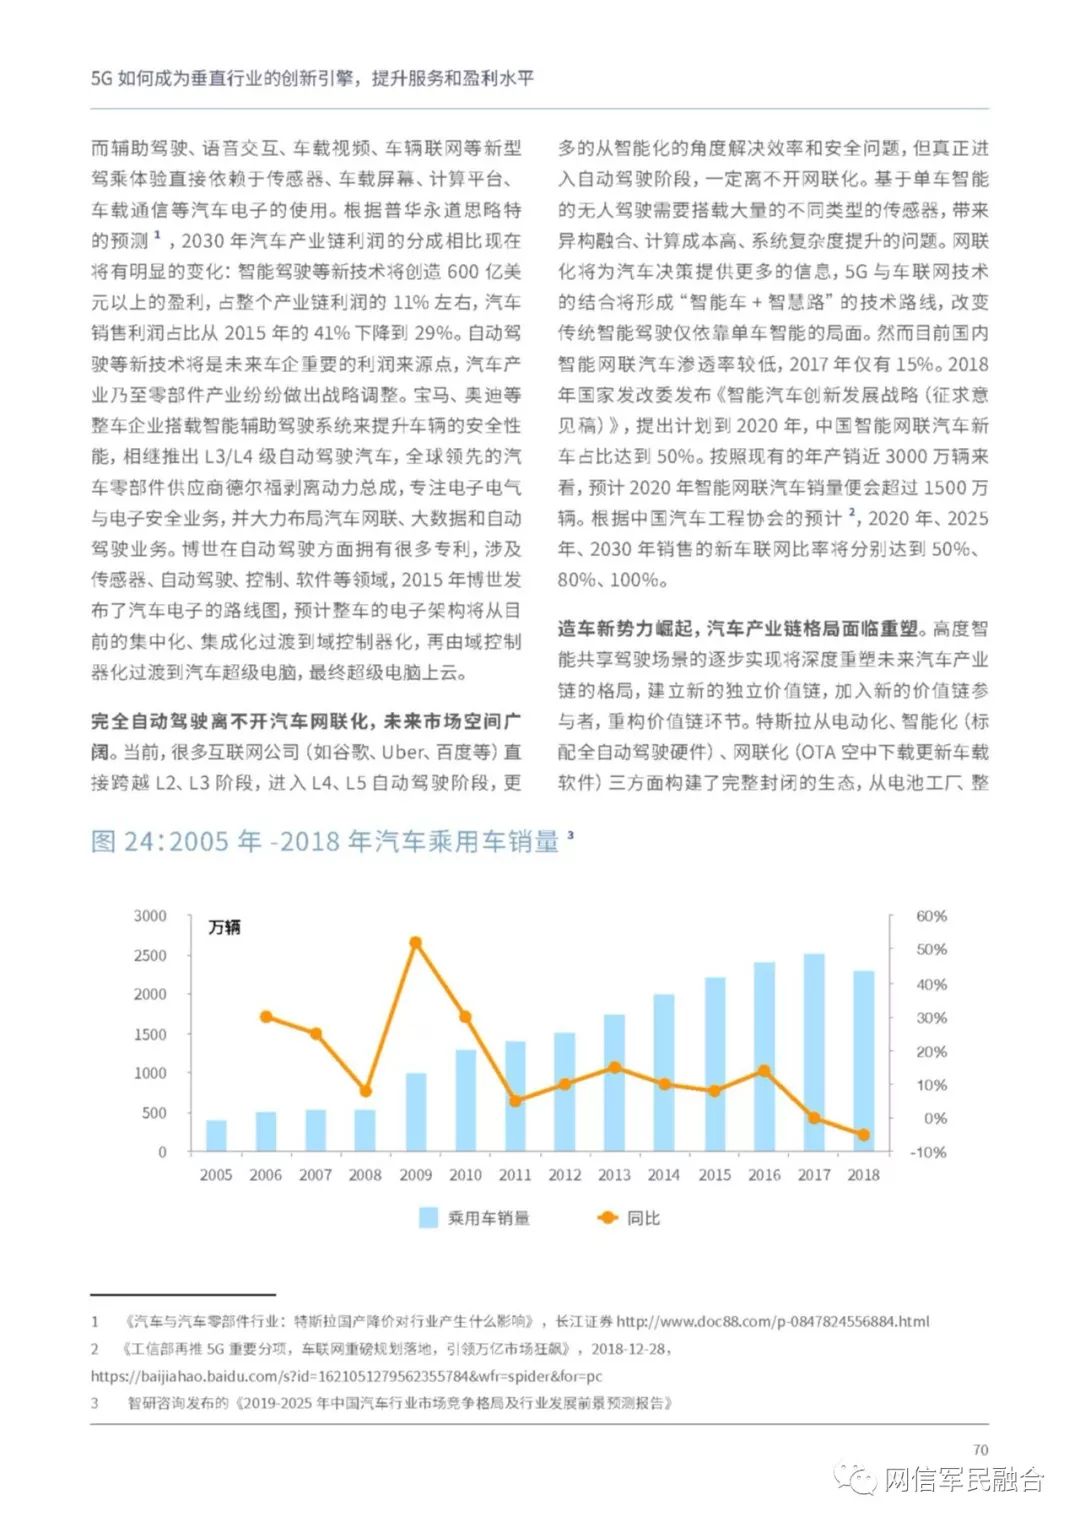 5G 如何成为垂直行业的创新引擎，提升服务和盈利水平
而辅助驾驶、语音交互、车载视频、车辆联网等新型
驾乘体验直接依赖于传感器、车载屏幕、计算平台、
车载通信等汽车电子的使用。根据普华永道思略特
的预测 1 ，2030 年汽车产业链利润的分成相比现在
将有明显的变化：智能驾驶等新技术将创造 600 亿美
元以上的盈利，占整个产业链利润的 11% 左右，汽车
销售利润占比从 2015 年的 41% 下降到 29%。自动驾
驶等新技术将是未来车企重要的利润来源点，汽车产
业乃至零部件产业纷纷做出战略调整。宝马、奥迪等
整车企业搭载智能辅助驾驶系统来提升车辆的安全性
能，相继推出 L3/L4 级自动驾驶汽车，全球领先的汽
车零部件供应商德尔福剥离动力总成，专注电子电气
与电子安全业务，并大力布局汽车网联、大数据和自动
驾驶业务。博世在自动驾驶方面拥有很多专利，涉及
传感器、自动驾驶、控制、软件等领域，2015 年博世发
布了汽车电子的路线图，预计整车的电子架构将从目
前的集中化、集成化过渡到域控制器化，再由域控制
器化过渡到汽车超级电脑，最终超级电脑上云。
完全自动驾驶离不开汽车网联化，未来市场空间广
阔。当前，很多互联网公司（如谷歌、Uber、百度等）直
接跨越 L2、L3 阶段，进入 L4、L5 自动驾驶阶段，更
多的从智能化的角度解决效率和安全问题，但真正进
入自动驾驶阶段，一定离不开网联化。基于单车智能
的无人驾驶需要搭载大量的不同类型的传感器，带来
异构融合、计算成本高、系统复杂度提升的问题。网联
化将为汽车决策提供更多的信息，5G 与车联网技术
的结合将形成“智能车 + 智慧路”的技术路线，改变
传统智能驾驶仅依靠单车智能的局面。然而目前国内
智能网联汽车渗透率较低，2017 年仅有 15%。2018
年国家发改委发布《智能汽车创新发展战略（征求意
见稿）》，提出计划到 2020 年，中国智能网联汽车新
车占比达到 50%。按照现有的年产销近 3000 万辆来
看，预计 2020 年智能网联汽车销量便会超过 1500 万
辆。根据中国汽车工程协会的预计 2，2020 年、2025
年、2030 年销售的新车联网比率将分别达到 50%、
80%、100%。
造车新势力崛起，汽车产业链格局面临重塑。高度智
能共享驾驶场景的逐步实现将深度重塑未来汽车产业
链的格局，建立新的独立价值链，加入新的价值链参
与者，重构价值链环节。特斯拉从电动化、智能化（标
配全自动驾驶硬件）、网联化（OTA 空中下载更新车载
软件）三方面构建了完整封闭的生态，从电池工厂、整
图 24：2005 年 -2018 年汽车乘用车销量 3
万辆
3000
2500
2000
1500
1000
500
0
60%
50%
40%
30%
20%
10%
0%
-10%
2005 2006 2007 2008 2009 2010 2011 2012 2013 2014 2015 2016 2017 2018
乘用车销量 同比
1 《汽车与汽车零部件行业：特斯拉国产降价对行业产生什么影响》，长江证券 http://www.doc88.com/p-0847824556884.html
2 《工信部再推 5G 重要分项，车联网重磅规划落地，引领万亿市场狂飙》，2018-12-28，
https://baijiahao.baidu.com/s?id=1621051279562355784&wfr=spider&for=pc
3 智研咨询发布的《2019-2025 年中国汽车行业市场竞争格局及行业发展前景预测报告》
70
网信军民融合